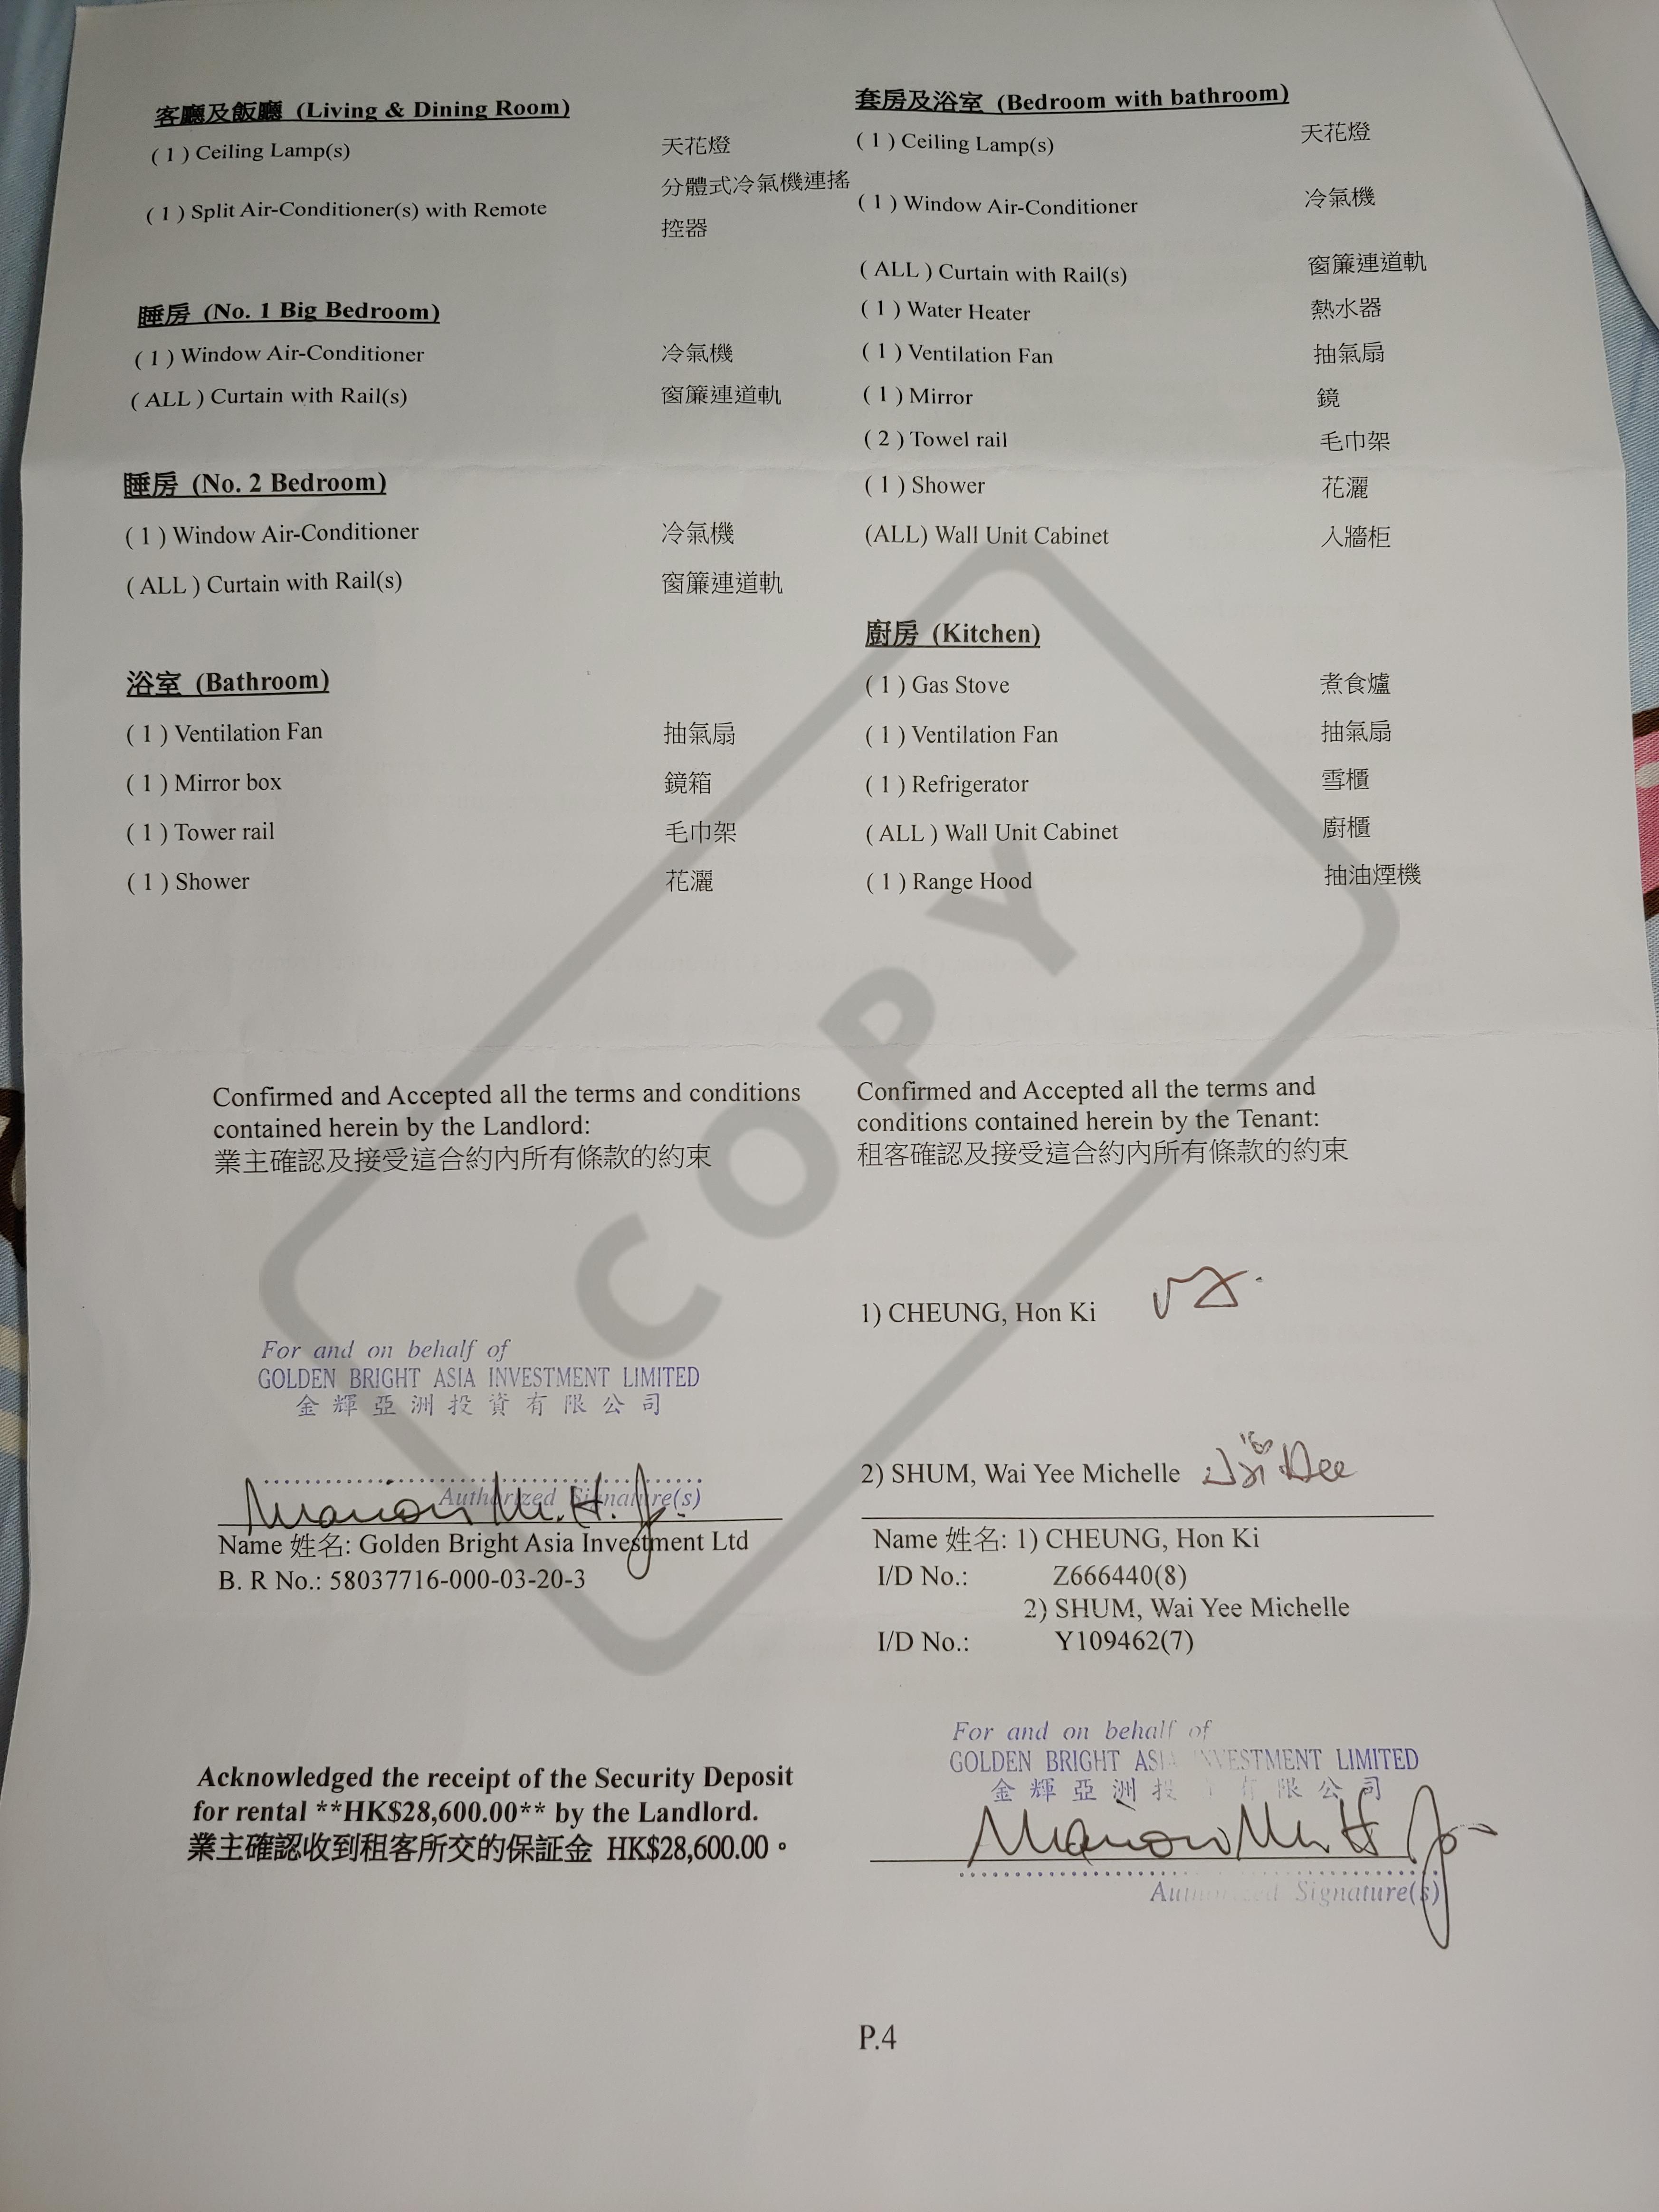 客廳及飯廳 (Living & Dining Room)
( 1 ) Ceiling Lamp(s) 天花燈
( 1 ) Split Air-Conditioner(s) with Remote 分體式冷氣機連搖
控器
睡房 (No. 1 Big Bedroom)
( 1 ) Window Air-Conditioner 冷氣機
( ALL ) Curtain with Rail(s) 窗簾連道軌
睡房 (No. 2 Bedroom)
( 1 ) Window Air-Conditioner 冷氣機
( ALL ) Curtain with Rail(s) 窗簾連道軌
浴室 (Bathroom)
( 1 ) Ventilation Fan 抽氣扇
( 1 ) Mirror box 鏡箱
( 1 ) Tower rail 毛巾架
( 1 ) Shower 花灑
套房及浴室 (Bedroom with bathroom)
( 1 ) Ceiling Lamp(s) 天花燈
( 1 ) Window Air-Conditioner 冷氣機
( ALL ) Curtain with Rail(s) 窗簾連道軌
( 1 ) Water Heater 熱水器
( 1 ) Ventilation Fan 抽氣扇
( 1 ) Mirror 鏡
( 2 ) Towel rail 毛巾架
( 1 ) Shower 花灑
(ALL) Wall Unit Cabinet 入牆柜
廚房 (Kitchen)
( 1 ) Gas Stove 煮食爐
( 1 ) Ventilation Fan 抽氣扇
( 1 ) Refrigerator 雪櫃
( ALL ) Wall Unit Cabinet 廚櫃
( 1 ) Range Hood 抽油煙機
COPY
Confirmed and Accepted all the terms and conditions
contained herein by the Landlord:
業主確認及接受這合約內所有條款的約束
For and on behalf of
GOLDEN BRIGHT ASIA INVESTMENT LIMITED
金輝亞洲投資有限公司
Authorized Signature(s)
Name 姓名: Golden Bright Asia Investment Ltd
B. R No.: 58037716-000-03-20-3
Confirmed and Accepted all the terms and
conditions contained herein by the Tenant:
租客確認及接受這合約內所有條款的約束
1) CHEUNG, Hon Ki
2) SHUM, Wai Yee Michelle
Name 姓名: 1) CHEUNG, Hon Ki
I/D No.: Z666440(8)
2) SHUM, Wai Yee Michelle
I/D No.: Y109462(7)
Acknowledged the receipt of the Security Deposit
for rental **HK$28,600.00** by the Landlord.
業主確認收到租客所交的保証金 HK$28,600.00。
For and on behalf of
GOLDEN BRIGHT ASIA INVESTMENT LIMITED
金輝亞洲投 有限公司
Authorized Signature(s)
P.4